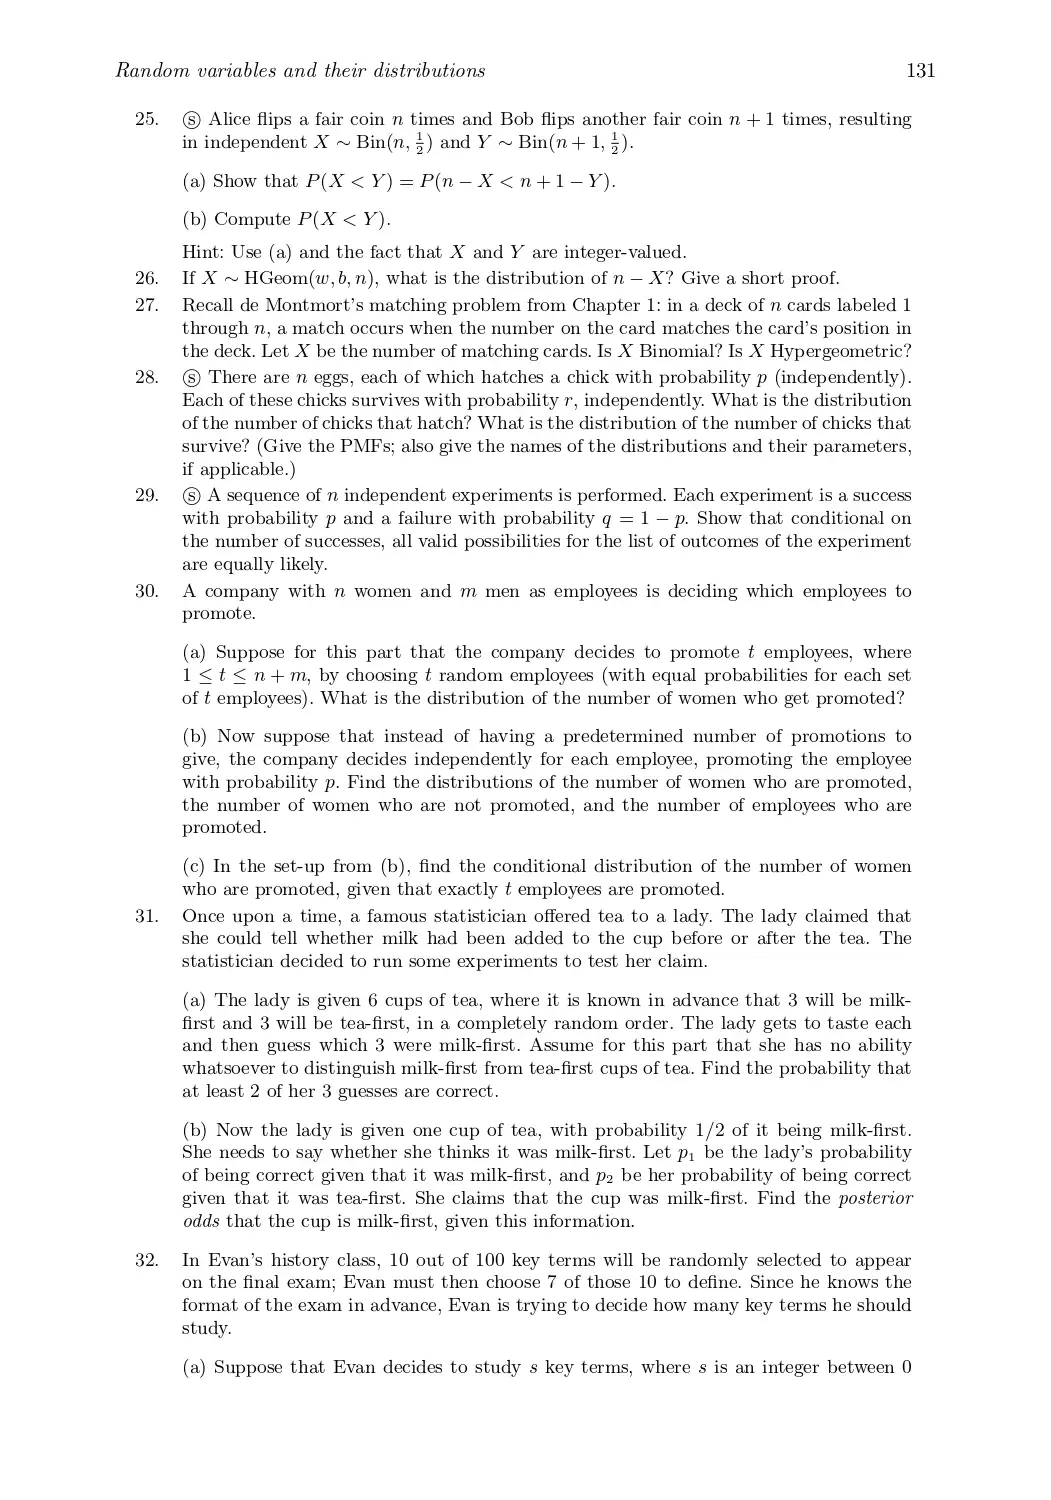 Random variables and their distributions 131
25. ⓢ Alice flips a fair coin n times and Bob flips another fair coin n + 1 times, resulting
in independent X ∼ Bin(n, 1/2) and Y ∼ Bin(n + 1, 1/2).
(a) Show that P(X < Y) = P(n − X < n + 1 − Y).
(b) Compute P(X < Y).
Hint: Use (a) and the fact that X and Y are integer-valued.
26. If X ∼ HGeom(w, b, n), what is the distribution of n − X? Give a short proof.
27. Recall de Montmort's matching problem from Chapter 1: in a deck of n cards labeled 1
through n, a match occurs when the number on the card matches the card's position in
the deck. Let X be the number of matching cards. Is X Binomial? Is X Hypergeometric?
28. ⓢ There are n eggs, each of which hatches a chick with probability p (independently).
Each of these chicks survives with probability r, independently. What is the distribution
of the number of chicks that hatch? What is the distribution of the number of chicks that
survive? (Give the PMFs; also give the names of the distributions and their parameters,
if applicable.)
29. ⓢ A sequence of n independent experiments is performed. Each experiment is a success
with probability p and a failure with probability q = 1 − p. Show that conditional on
the number of successes, all valid possibilities for the list of outcomes of the experiment
are equally likely.
30. A company with n women and m men as employees is deciding which employees to
promote.
(a) Suppose for this part that the company decides to promote t employees, where
1 ≤ t ≤ n + m, by choosing t random employees (with equal probabilities for each set
of t employees). What is the distribution of the number of women who get promoted?
(b) Now suppose that instead of having a predetermined number of promotions to
give, the company decides independently for each employee, promoting the employee
with probability p. Find the distributions of the number of women who are promoted,
the number of women who are not promoted, and the number of employees who are
promoted.
(c) In the set-up from (b), find the conditional distribution of the number of women
who are promoted, given that exactly t employees are promoted.
31. Once upon a time, a famous statistician offered tea to a lady. The lady claimed that
she could tell whether milk had been added to the cup before or after the tea. The
statistician decided to run some experiments to test her claim.
(a) The lady is given 6 cups of tea, where it is known in advance that 3 will be milk-
first and 3 will be tea-first, in a completely random order. The lady gets to taste each
and then guess which 3 were milk-first. Assume for this part that she has no ability
whatsoever to distinguish milk-first from tea-first cups of tea. Find the probability that
at least 2 of her 3 guesses are correct.
(b) Now the lady is given one cup of tea, with probability 1/2 of it being milk-first.
She needs to say whether she thinks it was milk-first. Let p₁ be the lady's probability
of being correct given that it was milk-first, and p₂ be her probability of being correct
given that it was tea-first. She claims that the cup was milk-first. Find the posterior
odds that the cup is milk-first, given this information.
32. In Evan's history class, 10 out of 100 key terms will be randomly selected to appear
on the final exam; Evan must then choose 7 of those 10 to define. Since he knows the
format of the exam in advance, Evan is trying to decide how many key terms he should
study.
(a) Suppose that Evan decides to study s key terms, where s is an integer between 0